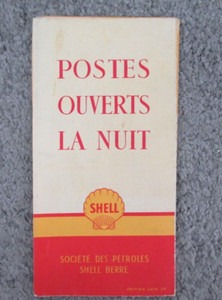 POSTES
OUVERTS
LA NUIT
SHELL
SOCIÉTÉ DES PÉTROLES
SHELL BERRE